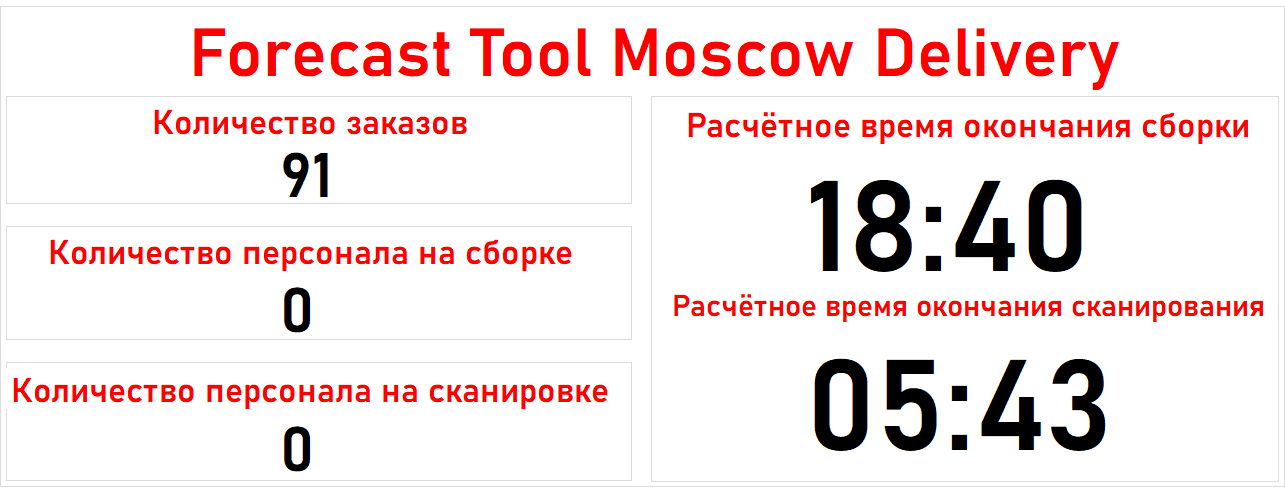 Forecast Tool Moscow Delivery
Количество заказов
91
Количество персонала на сборке
0
Количество персонала на сканировке
0
Расчётное время окончания сборки
18:40
Расчётное время окончания сканирования
05:43